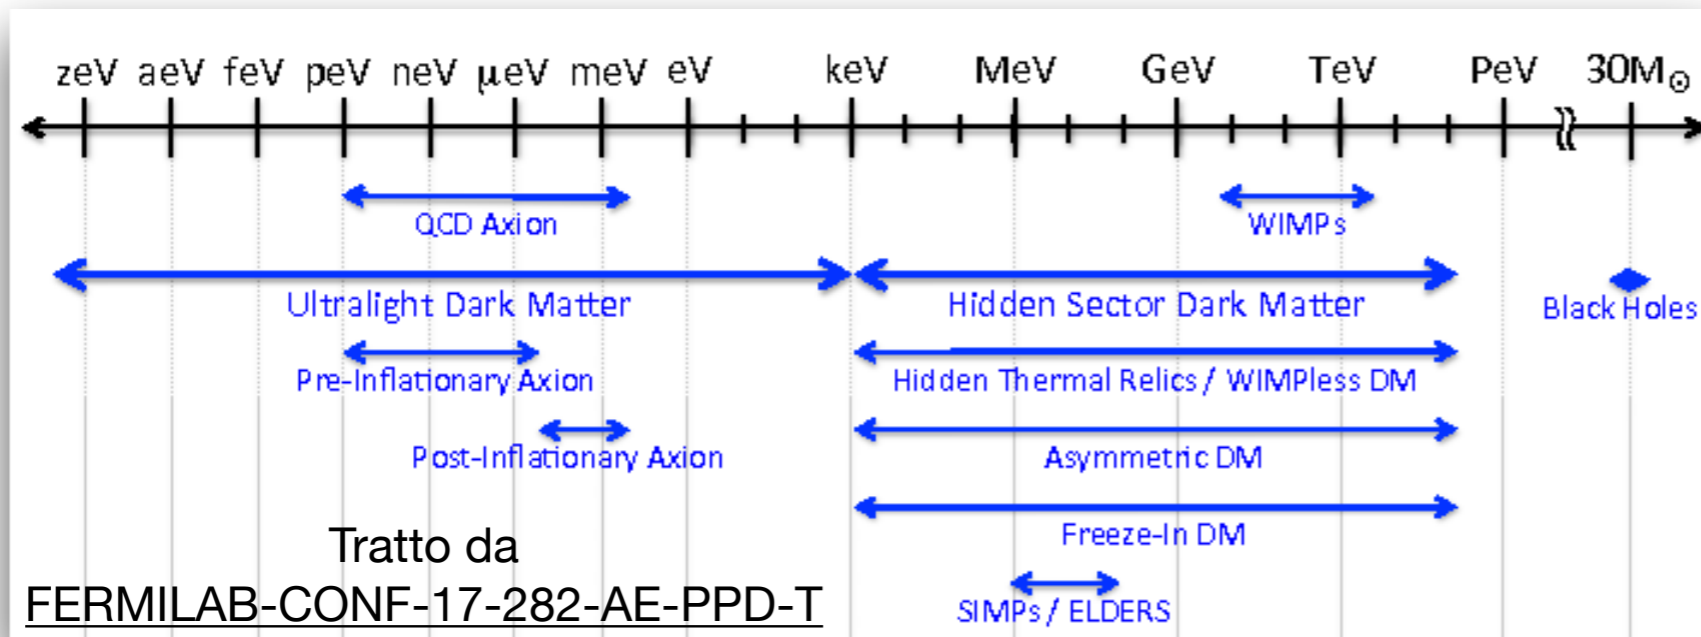 zeV aeV feV peV neV μeV meV eV keV MeV GeV TeV PeV 30M☉
QCD Axion WIMPs
Ultralight Dark Matter Hidden Sector Dark Matter Black Holes
Pre-Inflationary Axion Hidden Thermal Relics / WIMPless DM
Post-Inflationary Axion Asymmetric DM
Freeze-In DM
SIMPs / ELDERS
Tratto da
FERMILAB-CONF-17-282-AE-PPD-T